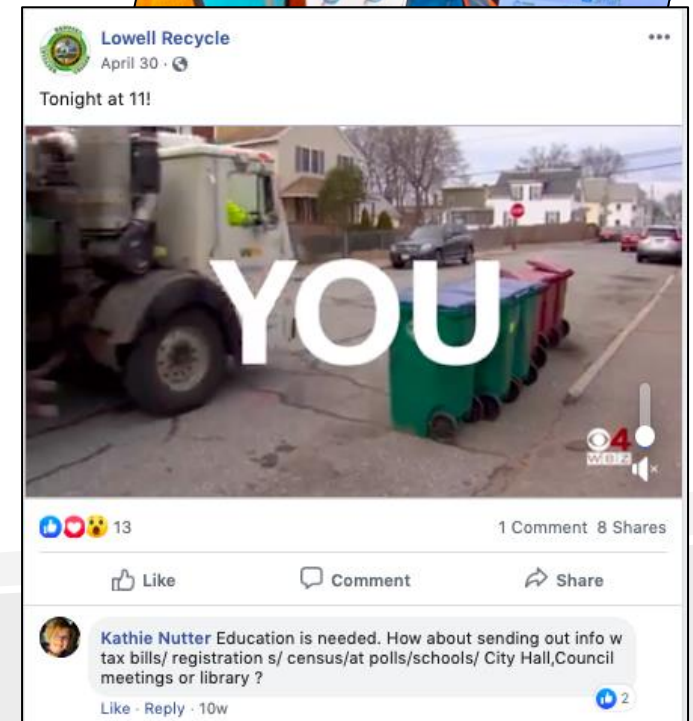 Lowell Recycle
April 30 ·
Tonight at 11!
YOU
4
WBZ
13
1 Comment 8 Shares
Like
Comment
Share
Kathie Nutter Education is needed. How about sending out info w
tax bills/ registration s/ census/at polls/schools/ City Hall,Council
meetings or library ?
2
Like · Reply · 10w